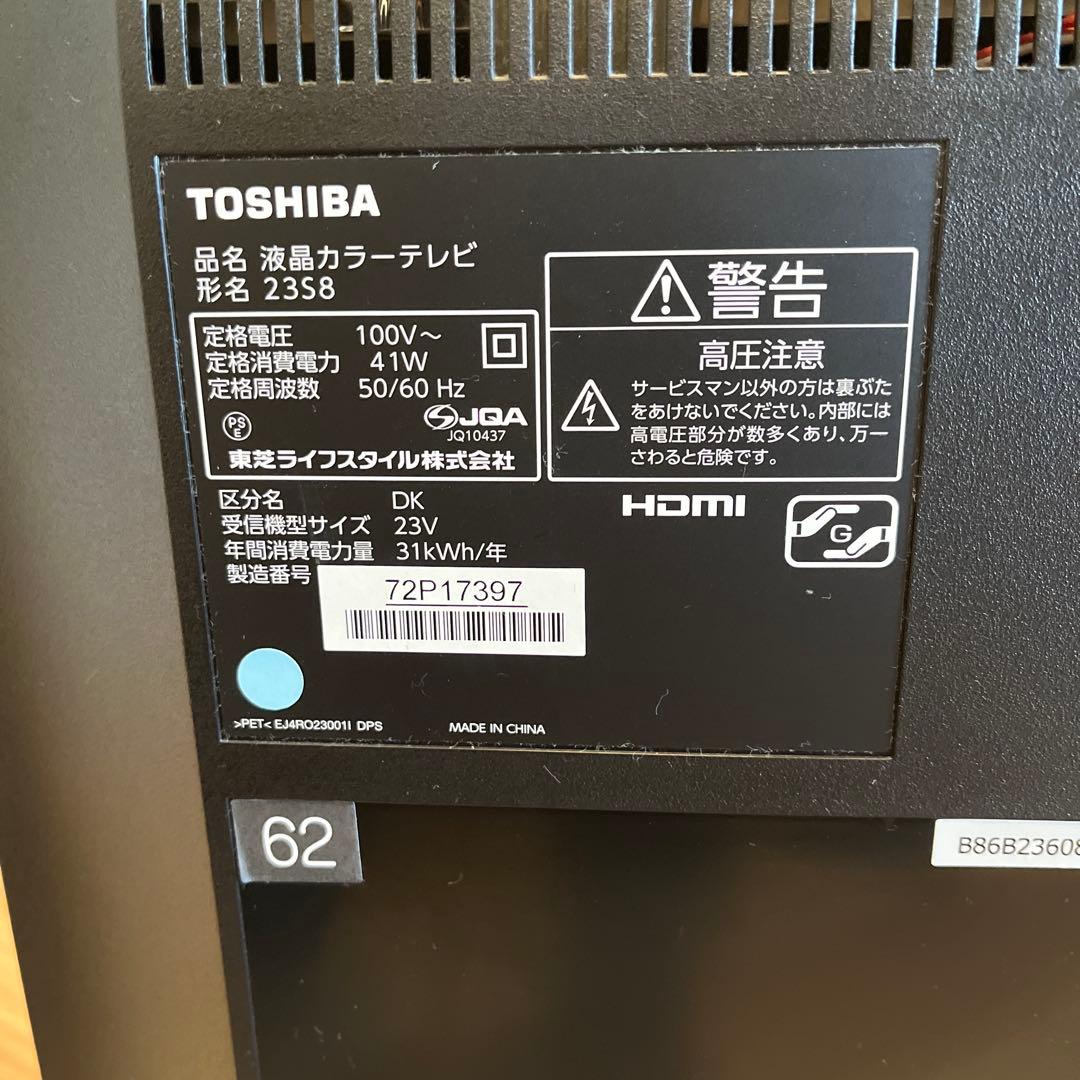 TOSHIBA
品名 液晶カラーテレビ
形名 23S8
定格電圧 100V～
定格消費電力 41W
定格周波数 50/60 Hz
PS
E
JQA
JQ10437
東芝ライフスタイル株式会社
警告
高圧注意
サービスマン以外の方は裏ぶた
をあけないでください。内部には
高電圧部分が数多くあり、万一
さわると危険です。
区分名 DK
受信機型サイズ 23V
年間消費電力量 31kWh/年
製造番号
72P17397
HDMI
G
>PET< EJ4RO23001I DPS
MADE IN CHINA
62
B86B23608